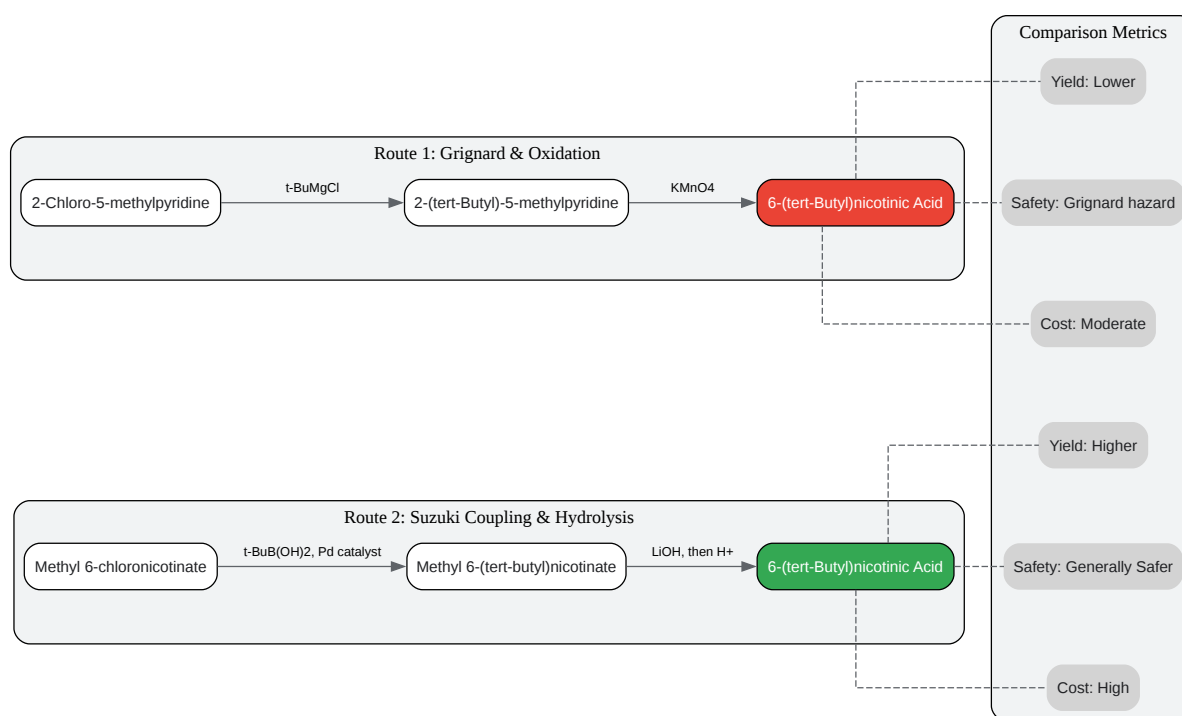 Comparison Metrics
Yield: Lower
Route 1: Grignard & Oxidation
2-Chloro-5-methylpyridine
t-BuMgCl
2-(tert-Butyl)-5-methylpyridine
KMnO4
6-(tert-Butyl)nicotinic Acid
Safety: Grignard hazard
Cost: Moderate
Yield: Higher
Route 2: Suzuki Coupling & Hydrolysis
Methyl 6-chloronicotinate
t-BuB(OH)2, Pd catalyst
Methyl 6-(tert-butyl)nicotinate
LiOH, then H+
6-(tert-Butyl)nicotinic Acid
Safety: Generally Safer
Cost: High